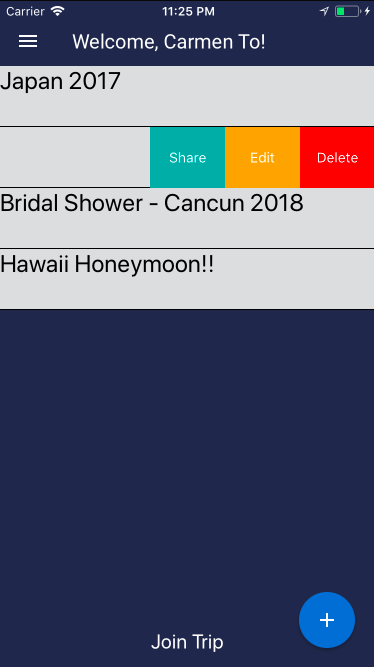 Carrier 11:25 PM
Welcome, Carmen To!
Japan 2017
Share Edit Delete
Bridal Shower - Cancun 2018
Hawaii Honeymoon!!
Join Trip